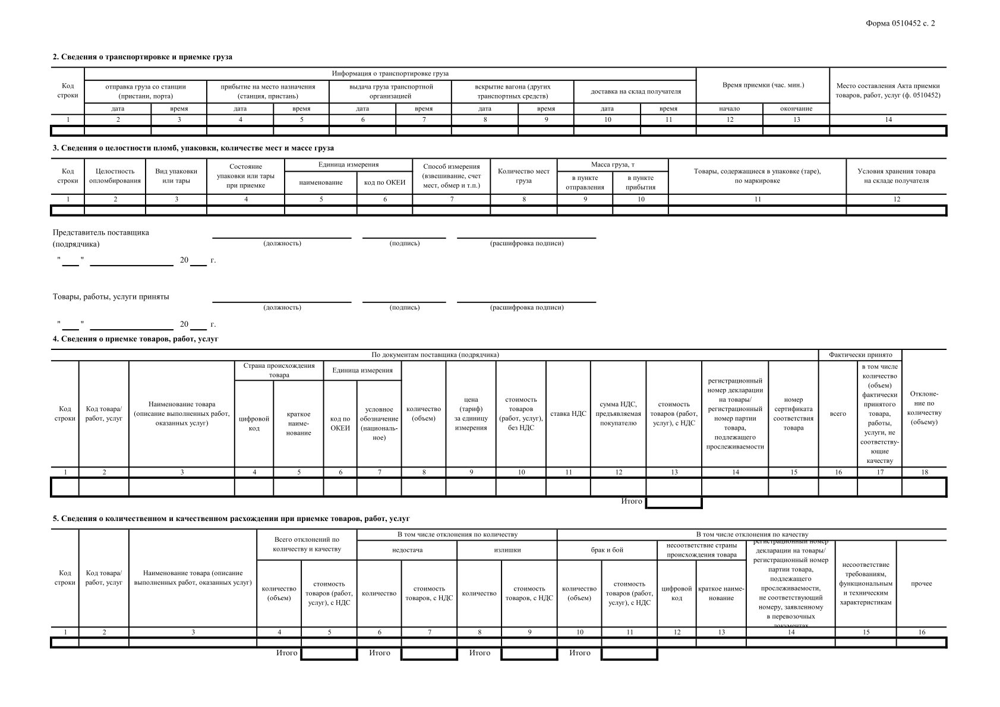 Форма 0510452 с. 2
2. Сведения о транспортировке и приемке груза
Код
строки
Информация о транспортировке груза
отправка груза со станции
(пристани, порта)
прибытие на место назначения
(станция, пристань)
выдача груза транспортной
организацией
вскрытие вагона (других
транспортных средств)
доставка на склад получателя
Время приемки (час. мин.)
Место составления Акта приемки
товаров, работ, услуг (ф. 0510452)
дата время дата время дата время дата время дата время начало окончание
1 2 3 4 5 6 7 8 9 10 11 12 13 14
3. Сведения о целостности пломб, упаковки, количестве мест и массе груза
Код
строки
Целостность
опломбирования
Вид упаковки
или тары
Состояние
упаковки или тары
при приемке
Единица измерения
наименование
код по ОКЕИ
Способ измерения
(взвешивание, счет
мест, обмер и т.п.)
Количество мест
груза
Масса груза, т
в пункте
отправления
в пункте
прибытия
Товары, содержащиеся в упаковке (таре),
по маркировке
Условия хранения товара
на складе получателя
1 2 3 4 5 6 7 8 9 10 11 12
Представитель поставщика
(подрядчика)
(должность) (подпись) (расшифровка подписи)
" " 20 г.
Товары, работы, услуги приняты
(должность) (подпись) (расшифровка подписи)
" " 20 г.
4. Сведения о приемке товаров, работ, услуг
По документам поставщика (подрядчика)
Фактически принято
Код
строки
Код товара/
работ, услуг
Наименование товара
(описание выполненных работ,
оказанных услуг)
Страна происхождения
товара
цифровой
код
краткое
наиме-
нование
Единица измерения
код по
ОКЕИ
условное
обозначение
(националь-
ное)
количество
(объем)
цена
(тариф)
за единицу
измерения
стоимость
товаров
(работ, услуг),
без НДС
ставка НДС
сумма НДС,
предъявляемая
покупателю
стоимость
товаров (работ,
услуг), с НДС
регистрационный
номер декларации
на товары/
регистрационный
номер партии
товара,
подлежащего
прослеживаемости
номер
сертификата
соответствия
товара
всего
в том числе
количество
(объем)
фактически
принятого
товара,
работы,
услуги, не
соответству-
ющие
качеству
Отклоне-
ние по
количеству
(объему)
1 2 3 4 5 6 7 8 9 10 11 12 13 14 15 16 17 18
Итого
5. Сведения о количественном и качественном расхождении при приемке товаров, работ, услуг
Код
строки
Код товара/
работ, услуг
Наименование товара (описание
выполненных работ, оказанных услуг)
Всего отклонений по
количеству и качеству
количество
(объем)
стоимость
товаров (работ,
услуг), с НДС
В том числе отклонения по количеству
недостача
количество
стоимость
товаров, с НДС
излишки
количество
стоимость
товаров, с НДС
В том числе отклонения по качеству
брак и бой
количество
(объем)
стоимость
товаров (работ,
услуг), с НДС
несоответствие страны
происхождения товара
цифровой
код
краткое наиме-
нование
регистрационный номер
декларации на товары/
регистрационный номер
партии товара,
подлежащего
прослеживаемости,
не соответствующий
номеру, заявленному
в перевозочных
документах
несоответствие
требованиям,
функциональным
и техническим
характеристикам
прочее
1 2 3 4 5 6 7 8 9 10 11 12 13 14 15 16
Итого Итого Итого Итого